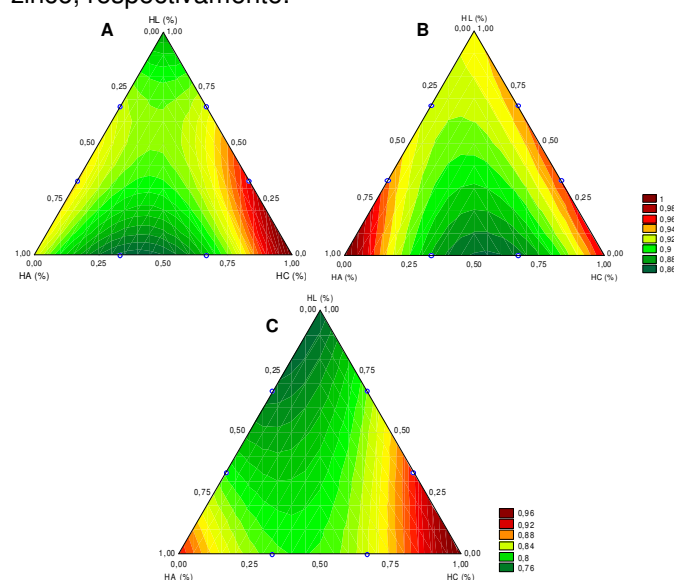 zinco, respectivamente.
A
HL (%)
0,00 1,00
0,25 0,75
0,50 0,50
0,75 0,25
1,00 0,0
0,00 0,25 0,50 0,75 1,00
HA (%) HC (%)
B
HL (%)
0,00 1,00
0,25 0,75
0,50 0,50
0,75 0,25
1,00 0,00
0,00 0,25 0,50 0,75 1,00
HA (%) HC (%)
1
0,98
0,96
0,94
0,92
0,9
0,88
0,86
C
HL (%)
0,00 1,00
0,25 0,75
0,50 0,50
0,75 0,25
1,00 0,00
0,00 0,25 0,50 0,75 1,00
HA (%) HC (%)
0,96
0,92
0,88
0,84
0,8
0,76